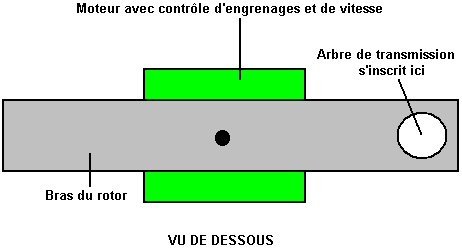 Moteur avec contrôle d'engrenages et de vitesse
Arbre de transmission
s'inscrit ici
Bras du rotor
VU DE DESSOUS